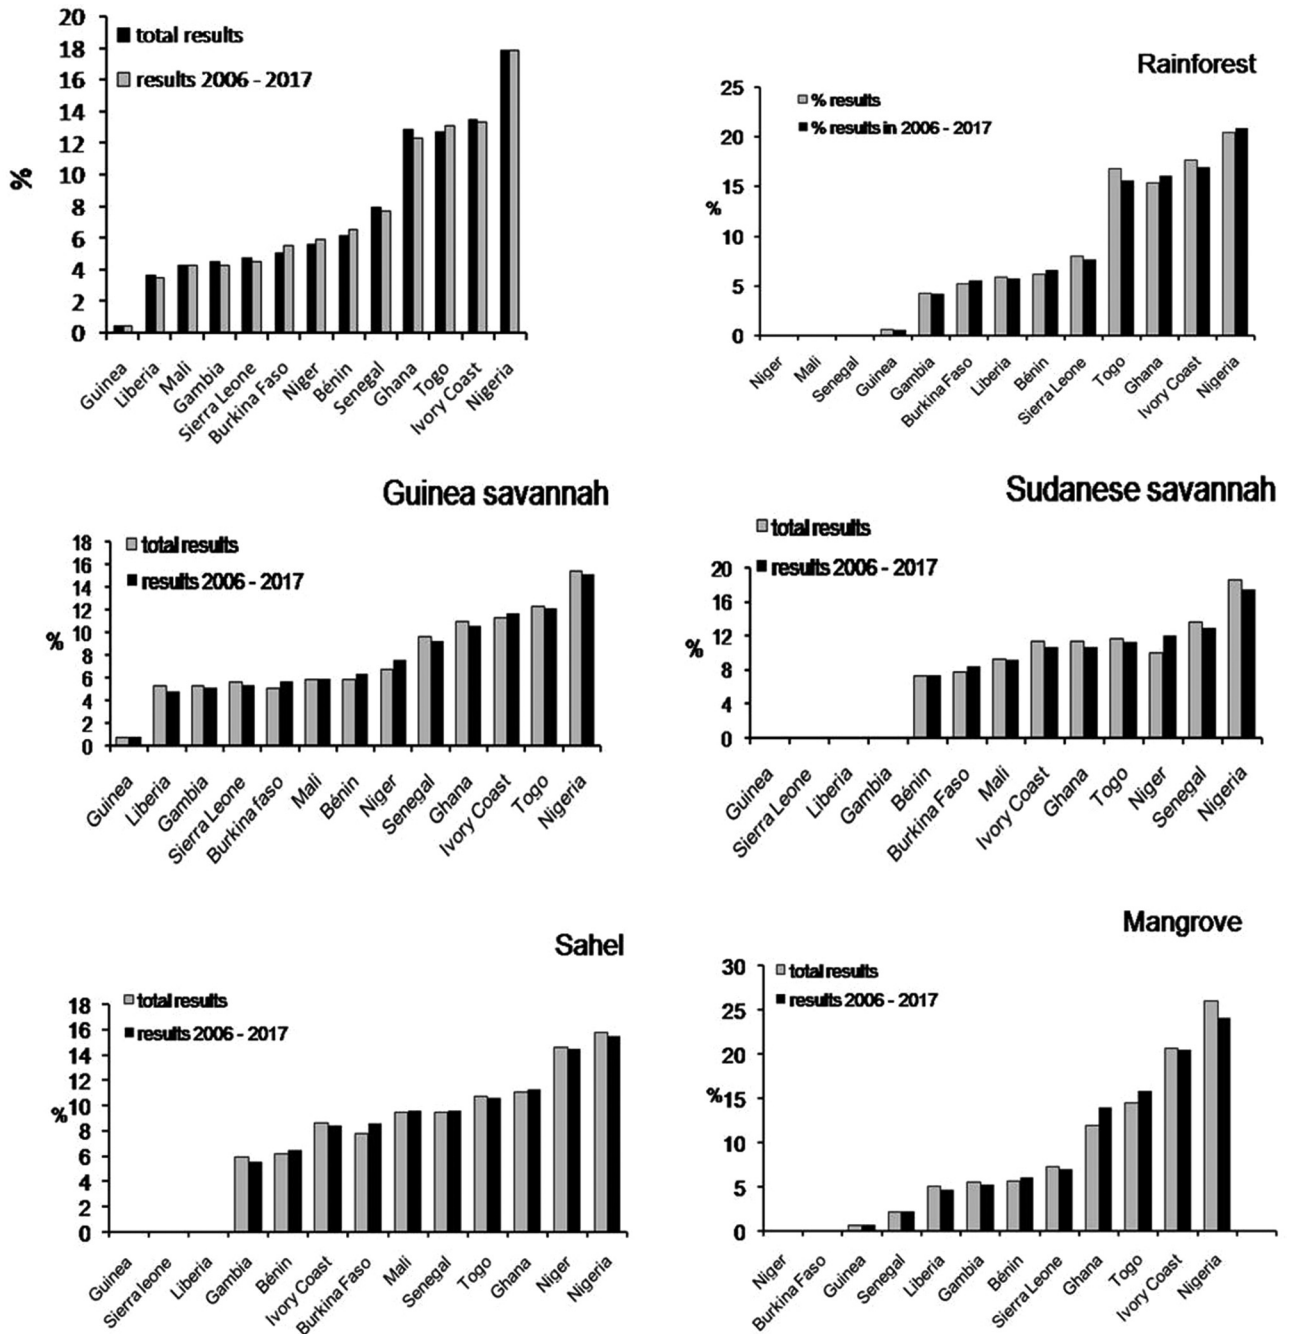 20
18
16
14
12
10
8
6
4
2
0
%
total results
results 2006 - 2017
Guinea
Liberia
Mali
Gambia
Sierra Leone
Burkina Faso
Niger
Bénin
Senegal
Ghana
Togo
Ivory Coast
Nigeria
Rainforest
25
20
15
10
5
0
%
% results
% results in 2006 - 2017
Niger
Mali
Senegal
Guinea
Gambia
Burkina Faso
Liberia
Bénin
Sierra Leone
Togo
Ghana
Ivory Coast
Nigeria
Guinea savannah
18
16
14
12
10
8
6
4
2
0
%
total results
results 2006 - 2017
Guinea
Liberia
Gambia
Sierra Leone
Burkina faso
Mali
Bénin
Niger
Senegal
Ghana
Ivory Coast
Togo
Nigeria
Sudanese savannah
total results
results 2006 - 2017
20
16
12
8
4
0
%
Guinea
Sierra Leone
Liberia
Gambia
Bénin
Burkina Faso
Mali
Ivory Coast
Ghana
Togo
Niger
Senegal
Nigeria
Sahel
18
16
14
12
10
8
6
4
2
0
%
total results
results 2006 - 2017
Guinea
Sierra leone
Liberia
Gambia
Bénin
Ivory Coast
Burkina Faso
Mali
Senegal
Togo
Ghana
Niger
Nigeria
Mangrove
30
25
20
15
10
5
0
%
total results
results 2006 - 2017
Niger
Burkina Faso
Guinea
Senegal
Liberia
Gambia
Bénin
Sierra Leone
Ghana
Togo
Ivory Coast
Nigeria